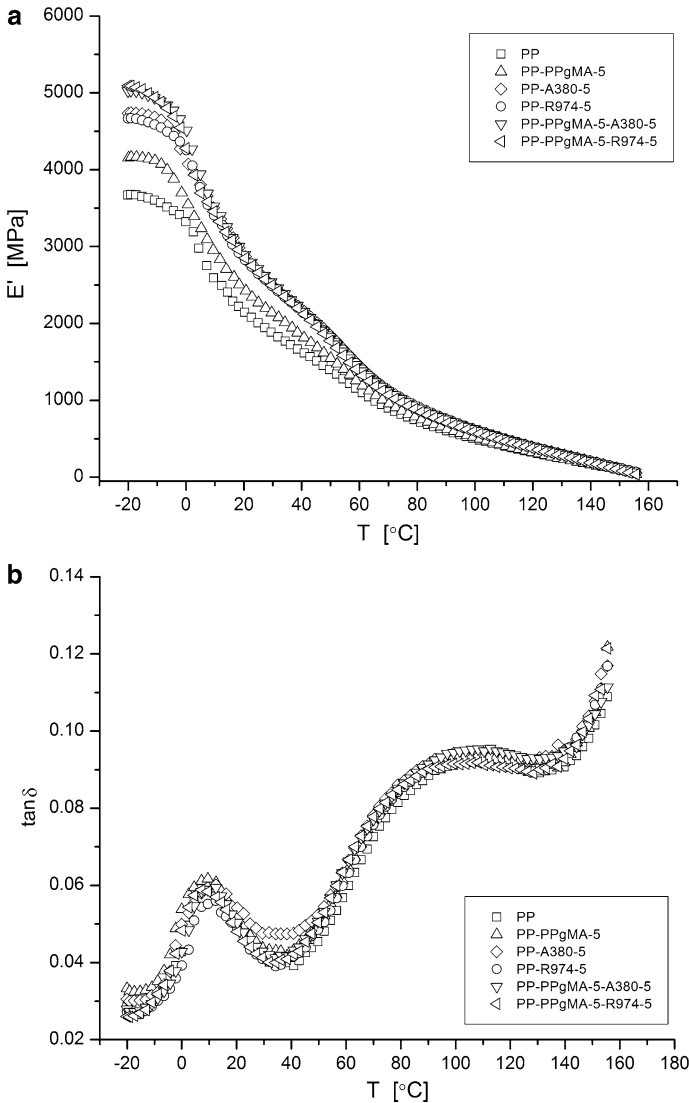 a
6000
5000
4000
3000
2000
1000
0
E' [MPa]
-20 0 20 40 60 80 100 120 140 160
T [°C]
PP
PP-PPgMA-5
PP-A380-5
PP-R974-5
PP-PPgMA-5-A380-5
PP-PPgMA-5-R974-5
b
0.14
0.12
0.10
0.08
0.06
0.04
0.02
tanδ
-20 0 20 40 60 80 100 120 140 160 180
T [°C]
PP
PP-PPgMA-5
PP-A380-5
PP-R974-5
PP-PPgMA-5-A380-5
PP-PPgMA-5-R974-5